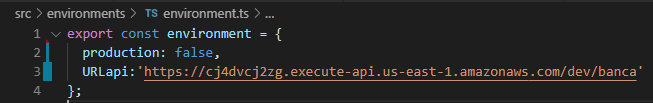 src > environments > TS environment.ts > ...
1 export const environment = {
2 production: false,
3 URLapi:'https://cj4dvcj2zg.execute-api.us-east-1.amazonaws.com/dev/banca'
4 };